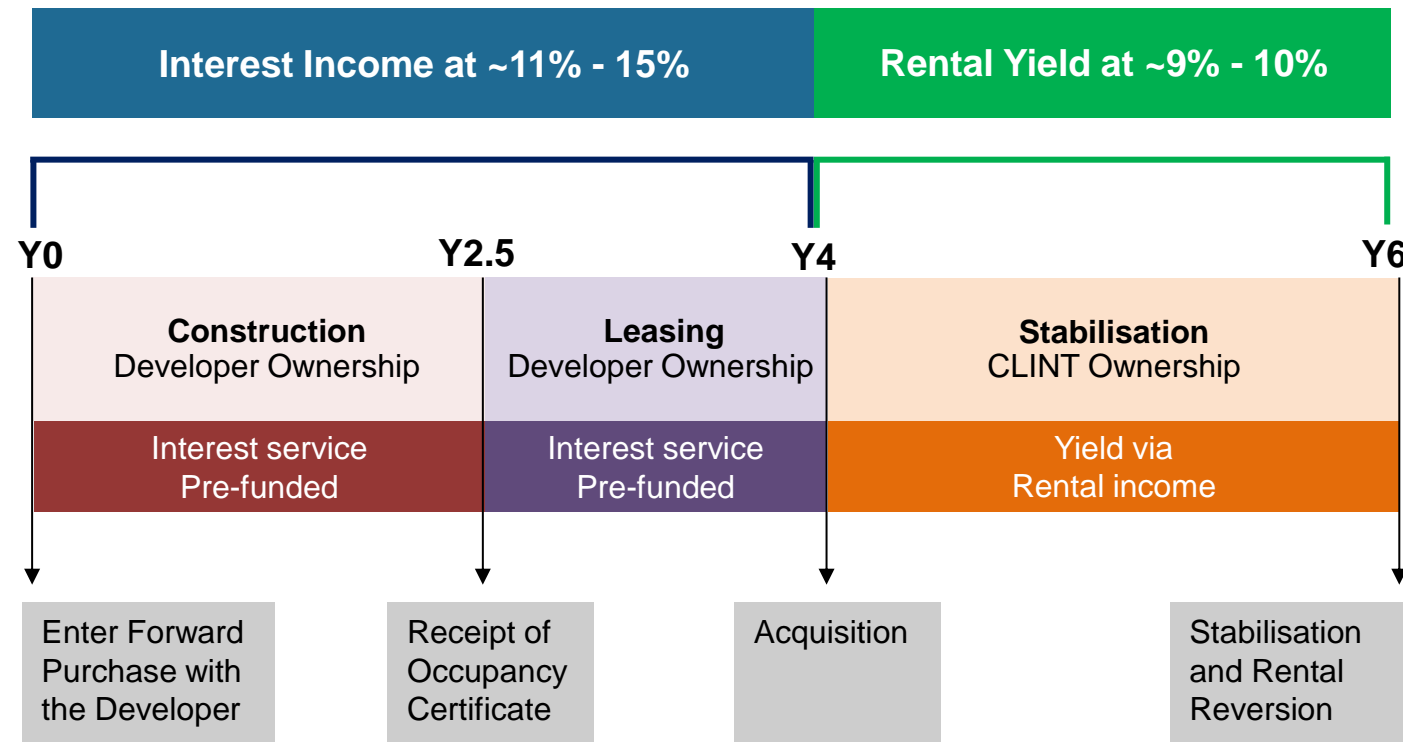 Interest Income at ~11% - 15%
Rental Yield at ~9% - 10%
Y0
Y2.5
Y4
Y6
Construction
Developer Ownership
Leasing
Developer Ownership
Stabilisation
CLINT Ownership
Interest service
Pre-funded
Interest service
Pre-funded
Yield via
Rental income
Enter Forward
Purchase with
the Developer
Receipt of
Occupancy
Certificate
Acquisition
Stabilisation
and Rental
Reversion